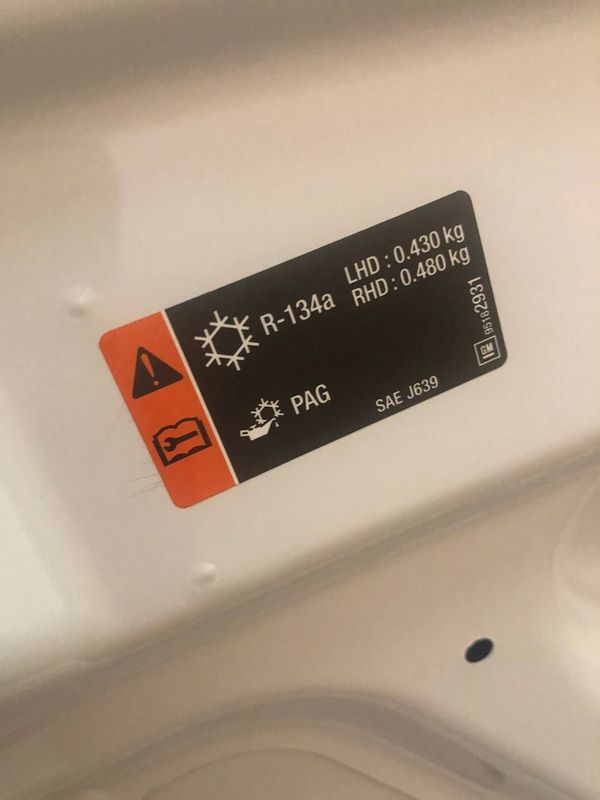 R-134a
LHD : 0.430 kg
RHD : 0.480 kg
PAG
SAE J639
GM
95182931